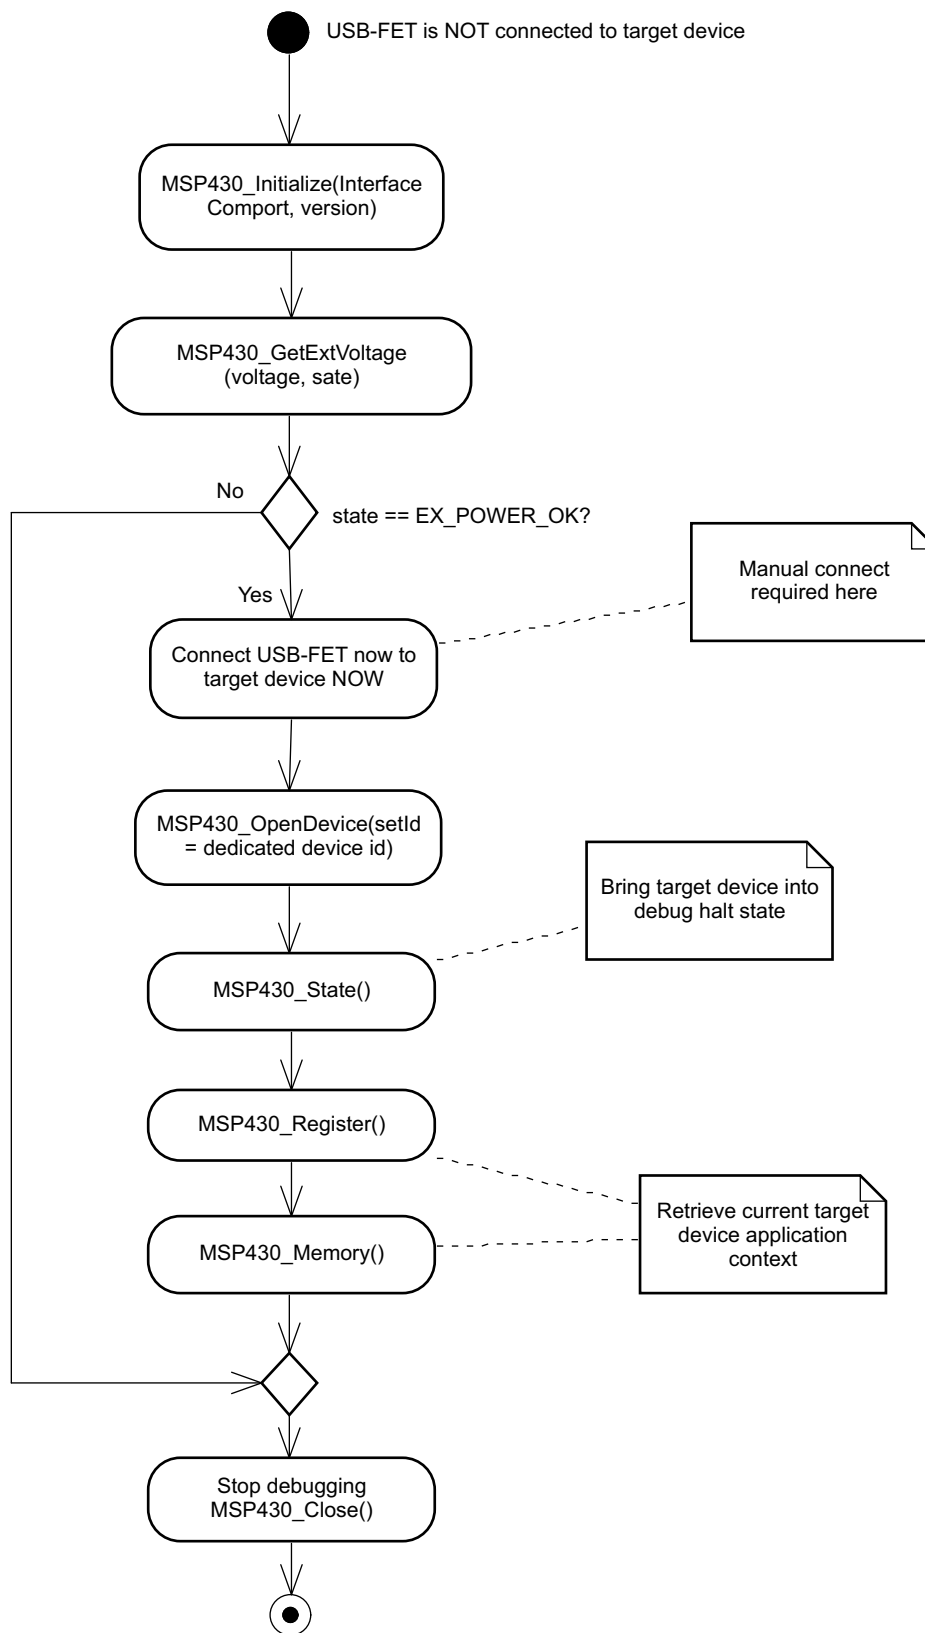 USB-FET is NOT connected to target device
MSP430_Initialize(Interface
Comport, version)
MSP430_GetExtVoltage
(voltage, sate)
No
state == EX_POWER_OK?
Manual connect
required here
Yes
Connect USB-FET now to
target device NOW
MSP430_OpenDevice(setId
= dedicated device id)
Bring target device into
debug halt state
MSP430_State()
MSP430_Register()
Retrieve current target
device application
context
MSP430_Memory()
Stop debugging
MSP430_Close()